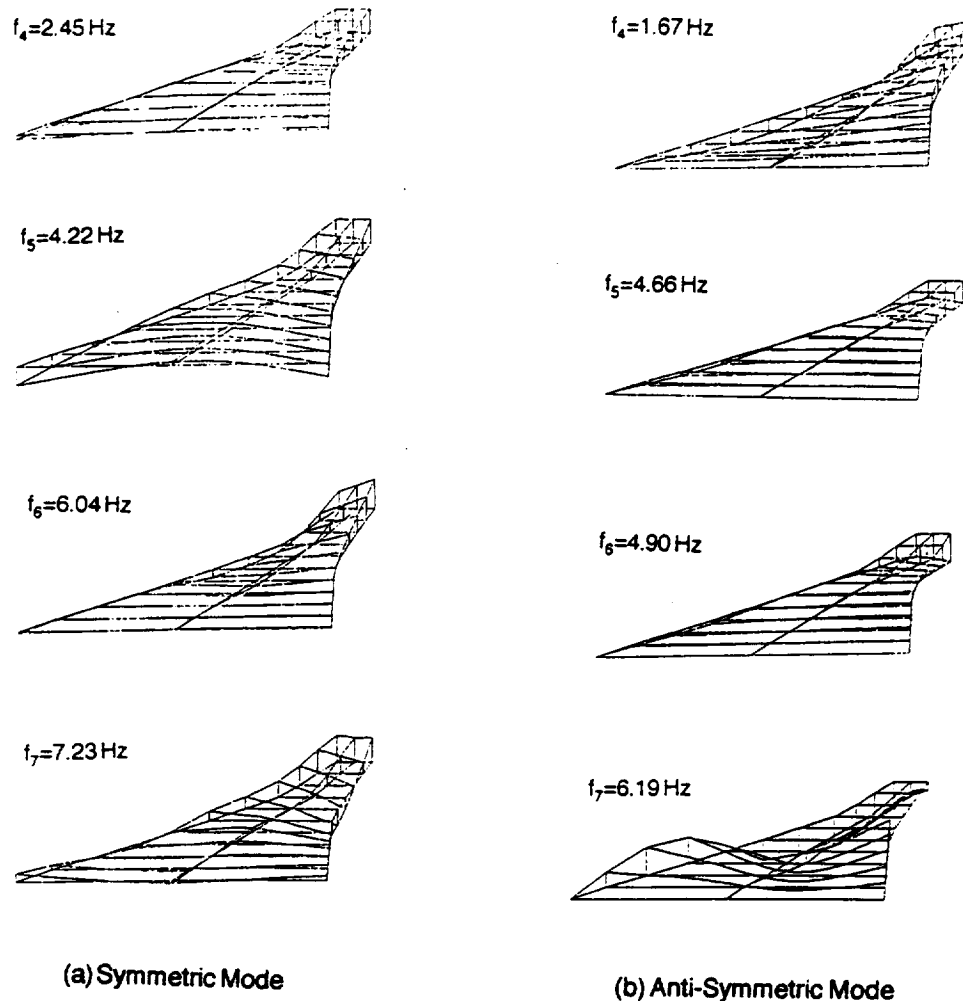 f₄=2.45 Hz
f₅=4.22 Hz
f₆=6.04 Hz
f₇=7.23 Hz
(a) Symmetric Mode
f₄=1.67 Hz
f₅=4.66 Hz
f₆=4.90 Hz
f₇=6.19 Hz
(b) Anti-Symmetric Mode